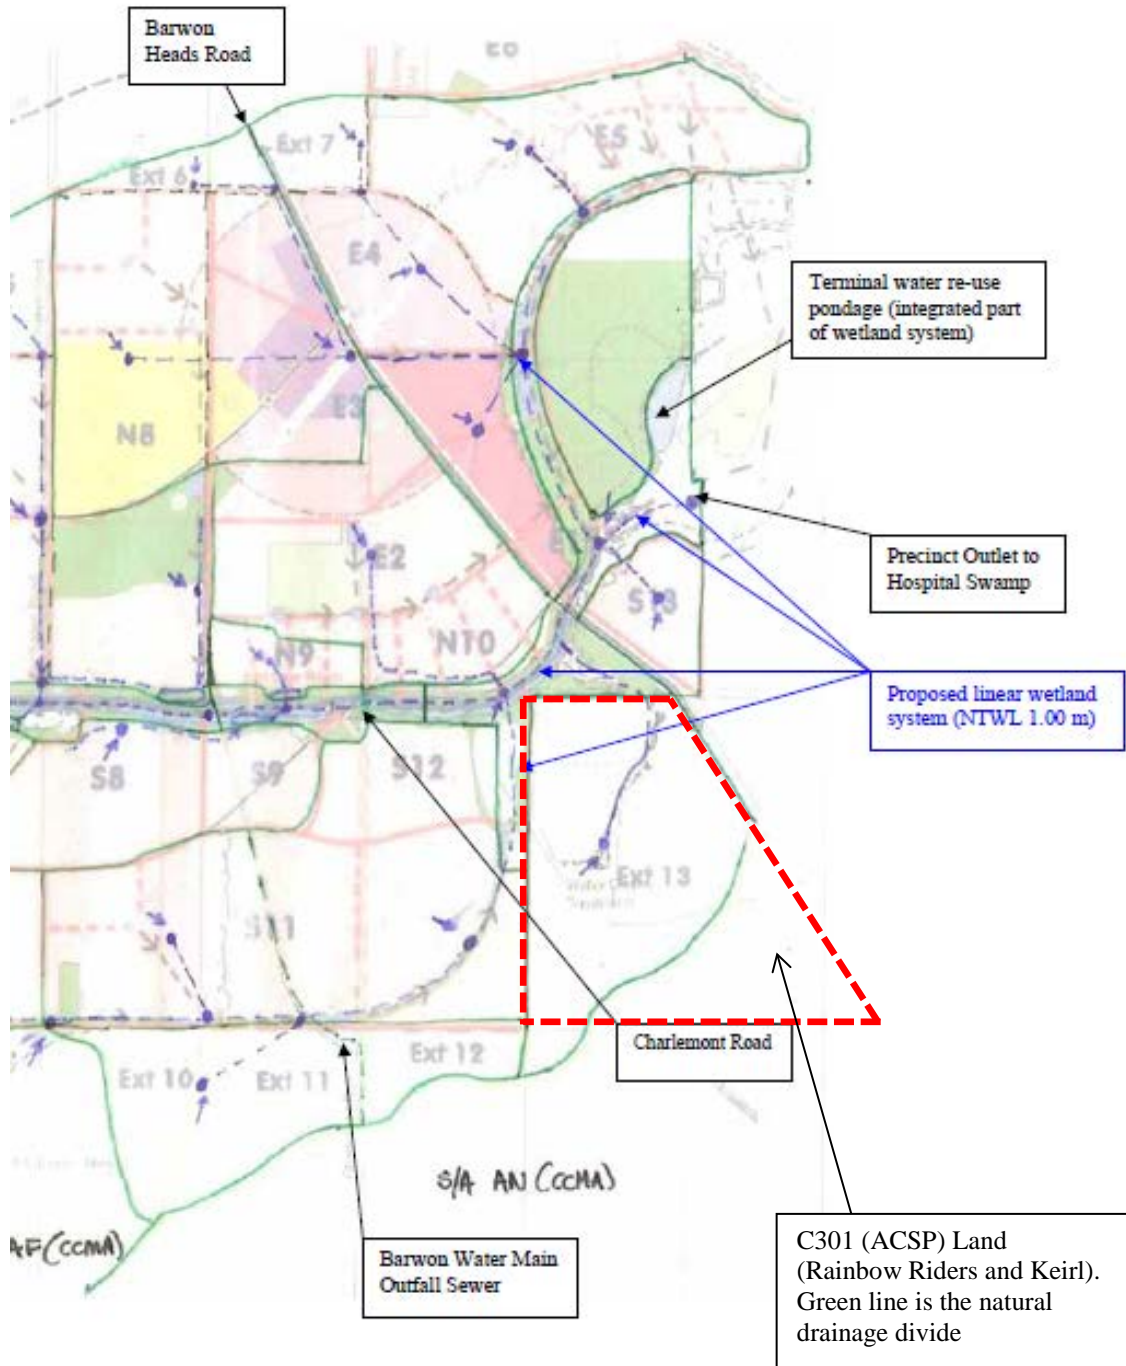 Barwon
Heads Road
E6
Ext 7
E5
Ext 6
E4
Terminal water re-use
pondage (integrated part
of wetland system)
E3
N8
Precinct Outlet to
Hospital Swamp
E2
S13
N9
N10
Proposed linear wetland
system (NTWL 1.00 m)
S8
S9
S12
Ext 13
S11
Charlemont Road
Ext 12
Ext 10
Ext 11
S/A AN (CCMA)
AF (CCMA)
Barwon Water Main
Outfall Sewer
C301 (ACSP) Land
(Rainbow Riders and Keirl).
Green line is the natural
drainage divide